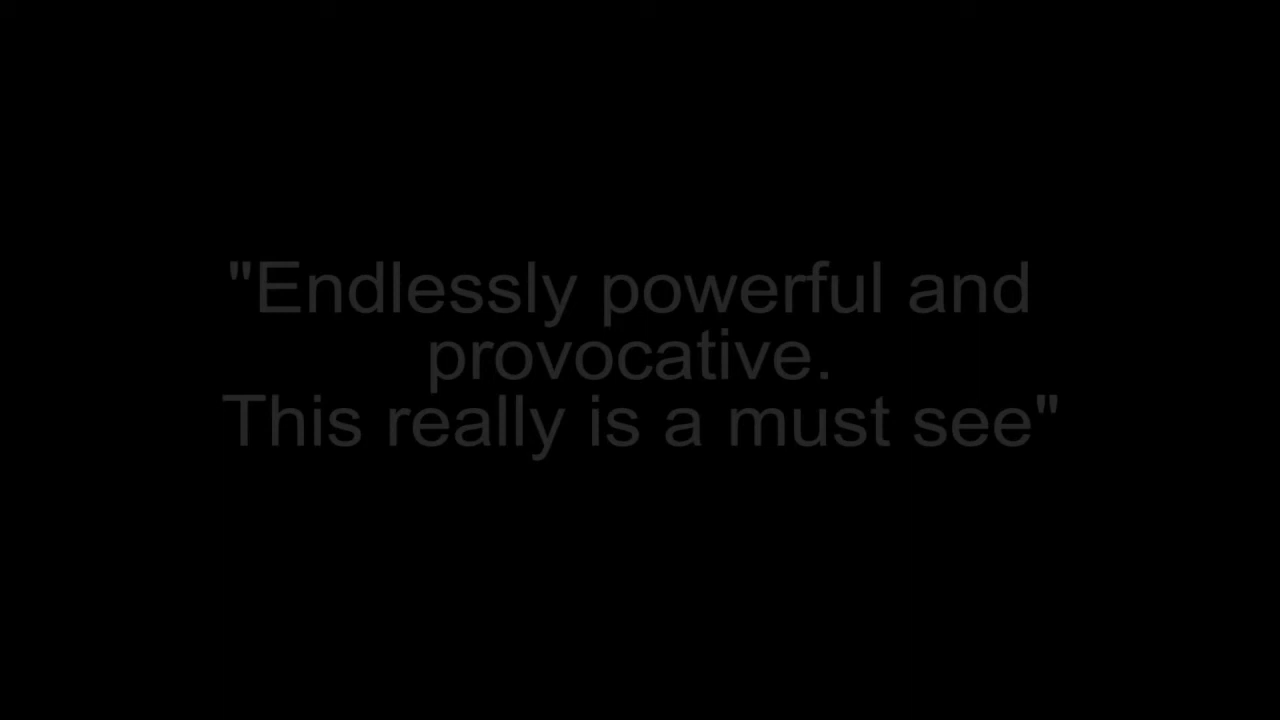 "Endlessly powerful and
provocative.
This really is a must see"